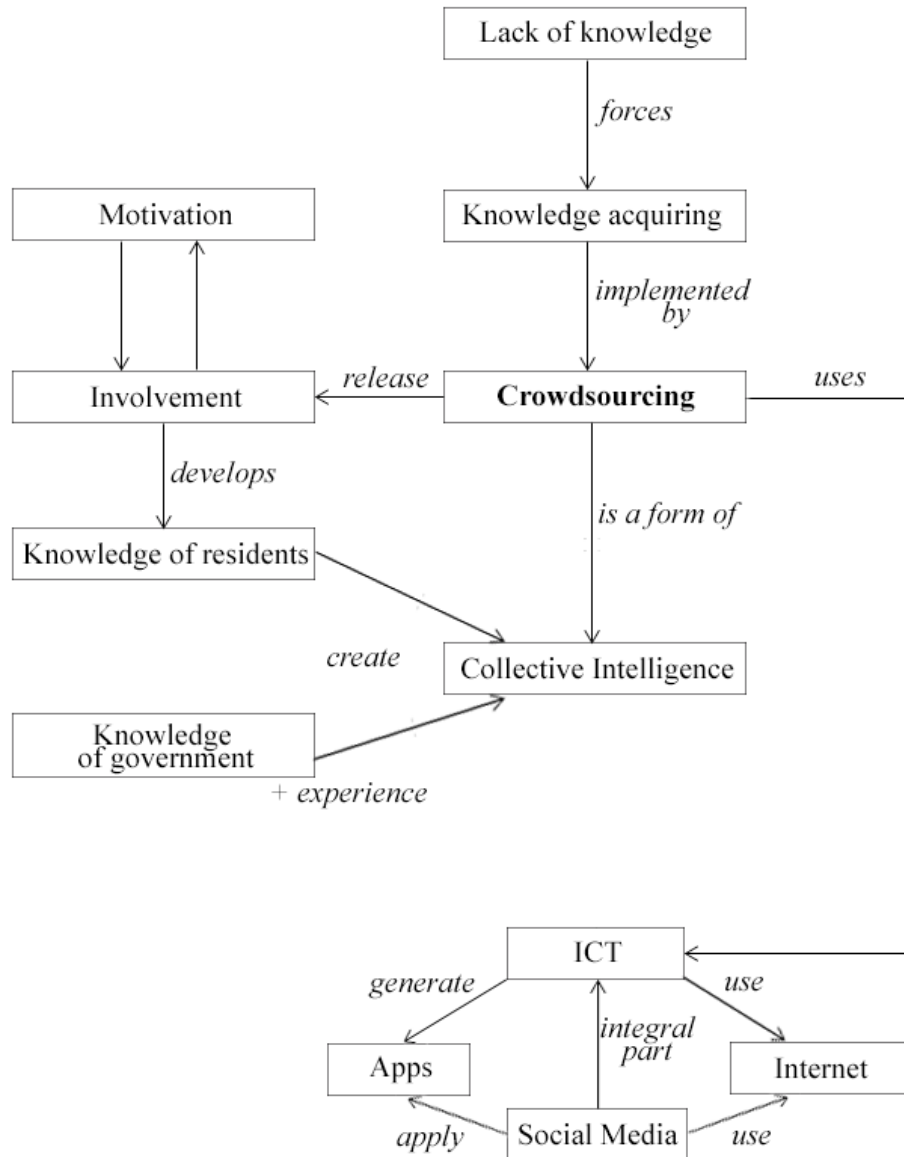 Lack of knowledge
forces
Motivation
Knowledge acquiring
implemented
by
Involvement
release
Crowdsourcing
uses
develops
is a form of
Knowledge of residents
create
Collective Intelligence
Knowledge
of government
+ experience
ICT
generate
use
integral
part
Apps
Internet
apply
Social Media
use